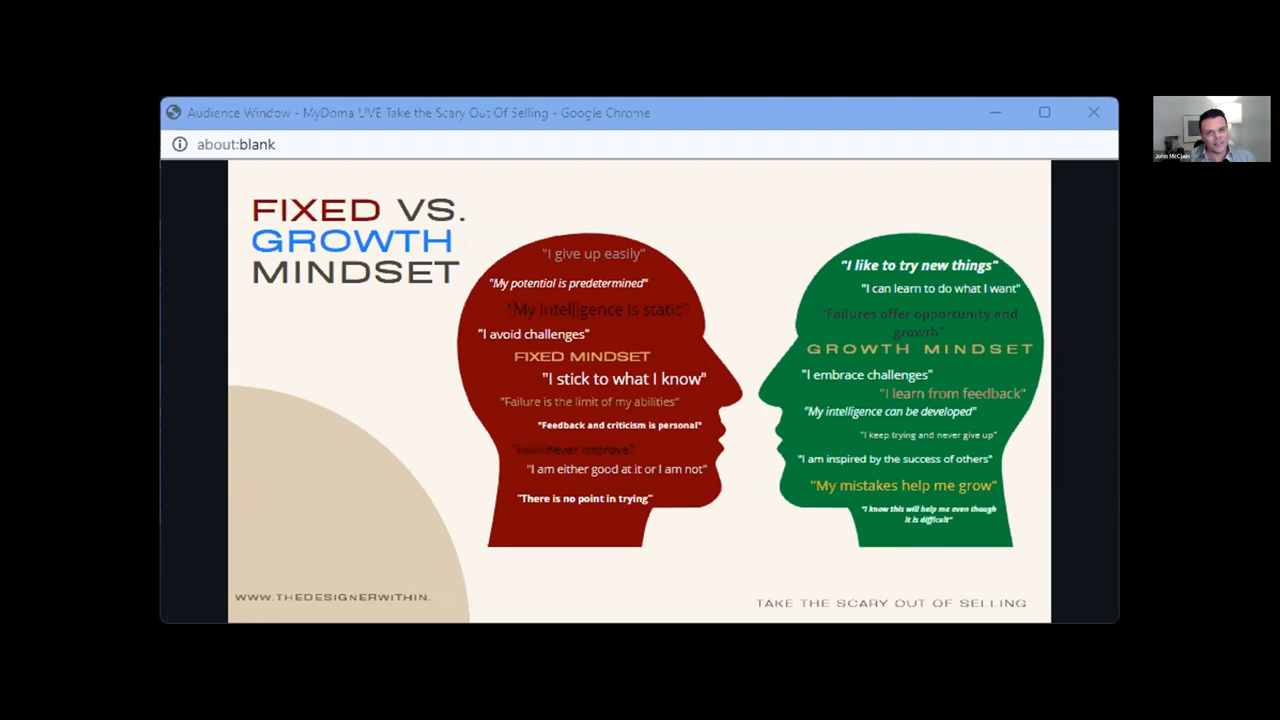 Audience Window - MyDoma LIVE Take the Scary Out Of Selling - Google Chrome
about:blank
John McClain
FIXED VS.
GROWTH
MINDSET
"I give up easily"
"My potential is predetermined"
"My intelligence is static"
"I avoid challenges"
FIXED MINDSET
"I stick to what I know"
"Failure is the limit of my abilities"
"Feedback and criticism is personal"
never improve"
"I am either good at it or I am not"
"There is no point in trying"
"I like to try new things"
"I can learn to do what I want"
"Failures offer opportunity and
growth"
GROWTH MINDSET
"I embrace challenges"
"I learn from feedback"
"My intelligence can be developed"
"I keep trying and never give up"
"I am inspired by the success of others"
"My mistakes help me grow"
"I know this will help me even though
it is difficult"
WWW.THEDESIGNERWITHIN.
TAKE THE SCARY OUT OF SELLING